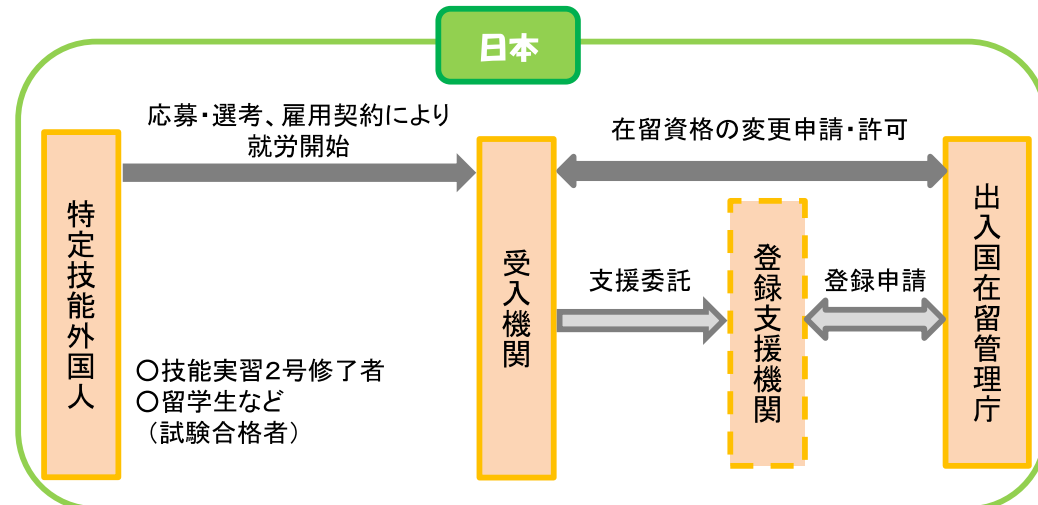 日本
応募・選考、雇用契約により
就労開始
在留資格の変更申請・許可
特定技能外国人
受入機関
登録支援機関
出入国在留管理庁
支援委託
登録申請
○技能実習２号修了者
○留学生など
（試験合格者）